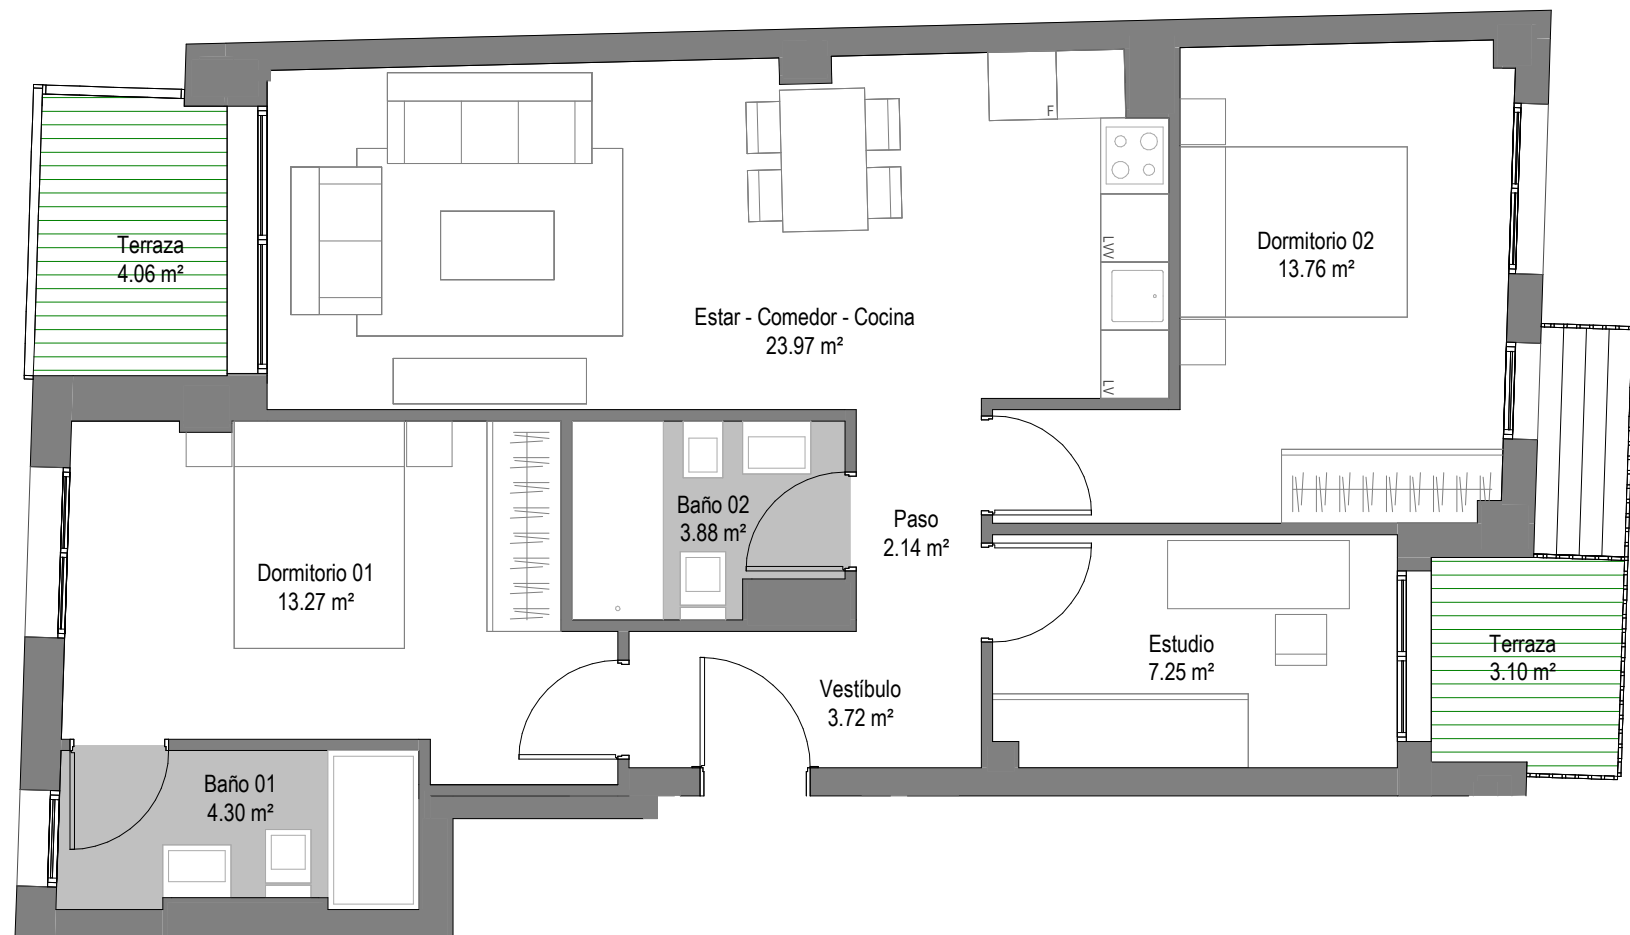 F
Terraza
4.06 m²
LVV
Dormitorio 02
13.76 m²
Estar - Comedor - Cocina
23.97 m²
LV
Baño 02
3.88 m²
Paso
2.14 m²
Dormitorio 01
13.27 m²
Estudio
7.25 m²
Terraza
3.10 m²
Vestíbulo
3.72 m²
Baño 01
4.30 m²